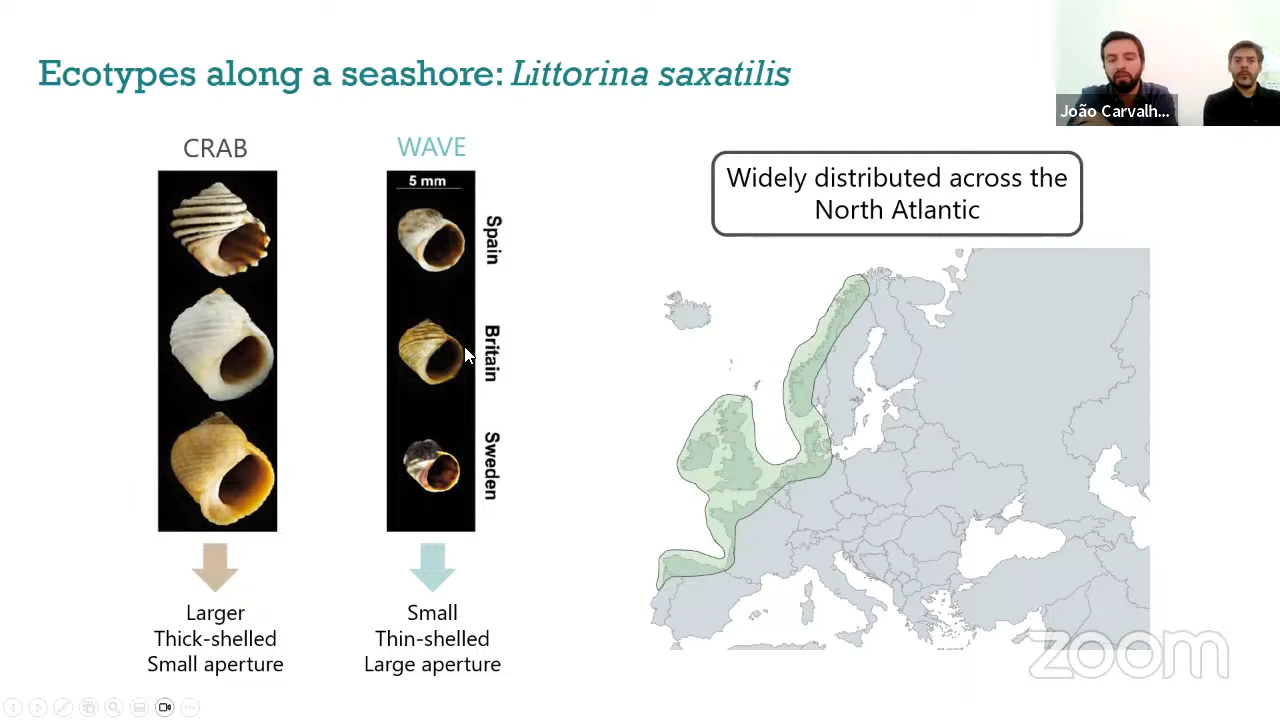 Ecotypes along a seashore: Littorina saxatilis
João Carvalh...
CRAB
WAVE
5 mm
Spain
Britain
Sweden
Larger
Thick-shelled
Small aperture
Small
Thin-shelled
Large aperture
Widely distributed across the
North Atlantic
zoom